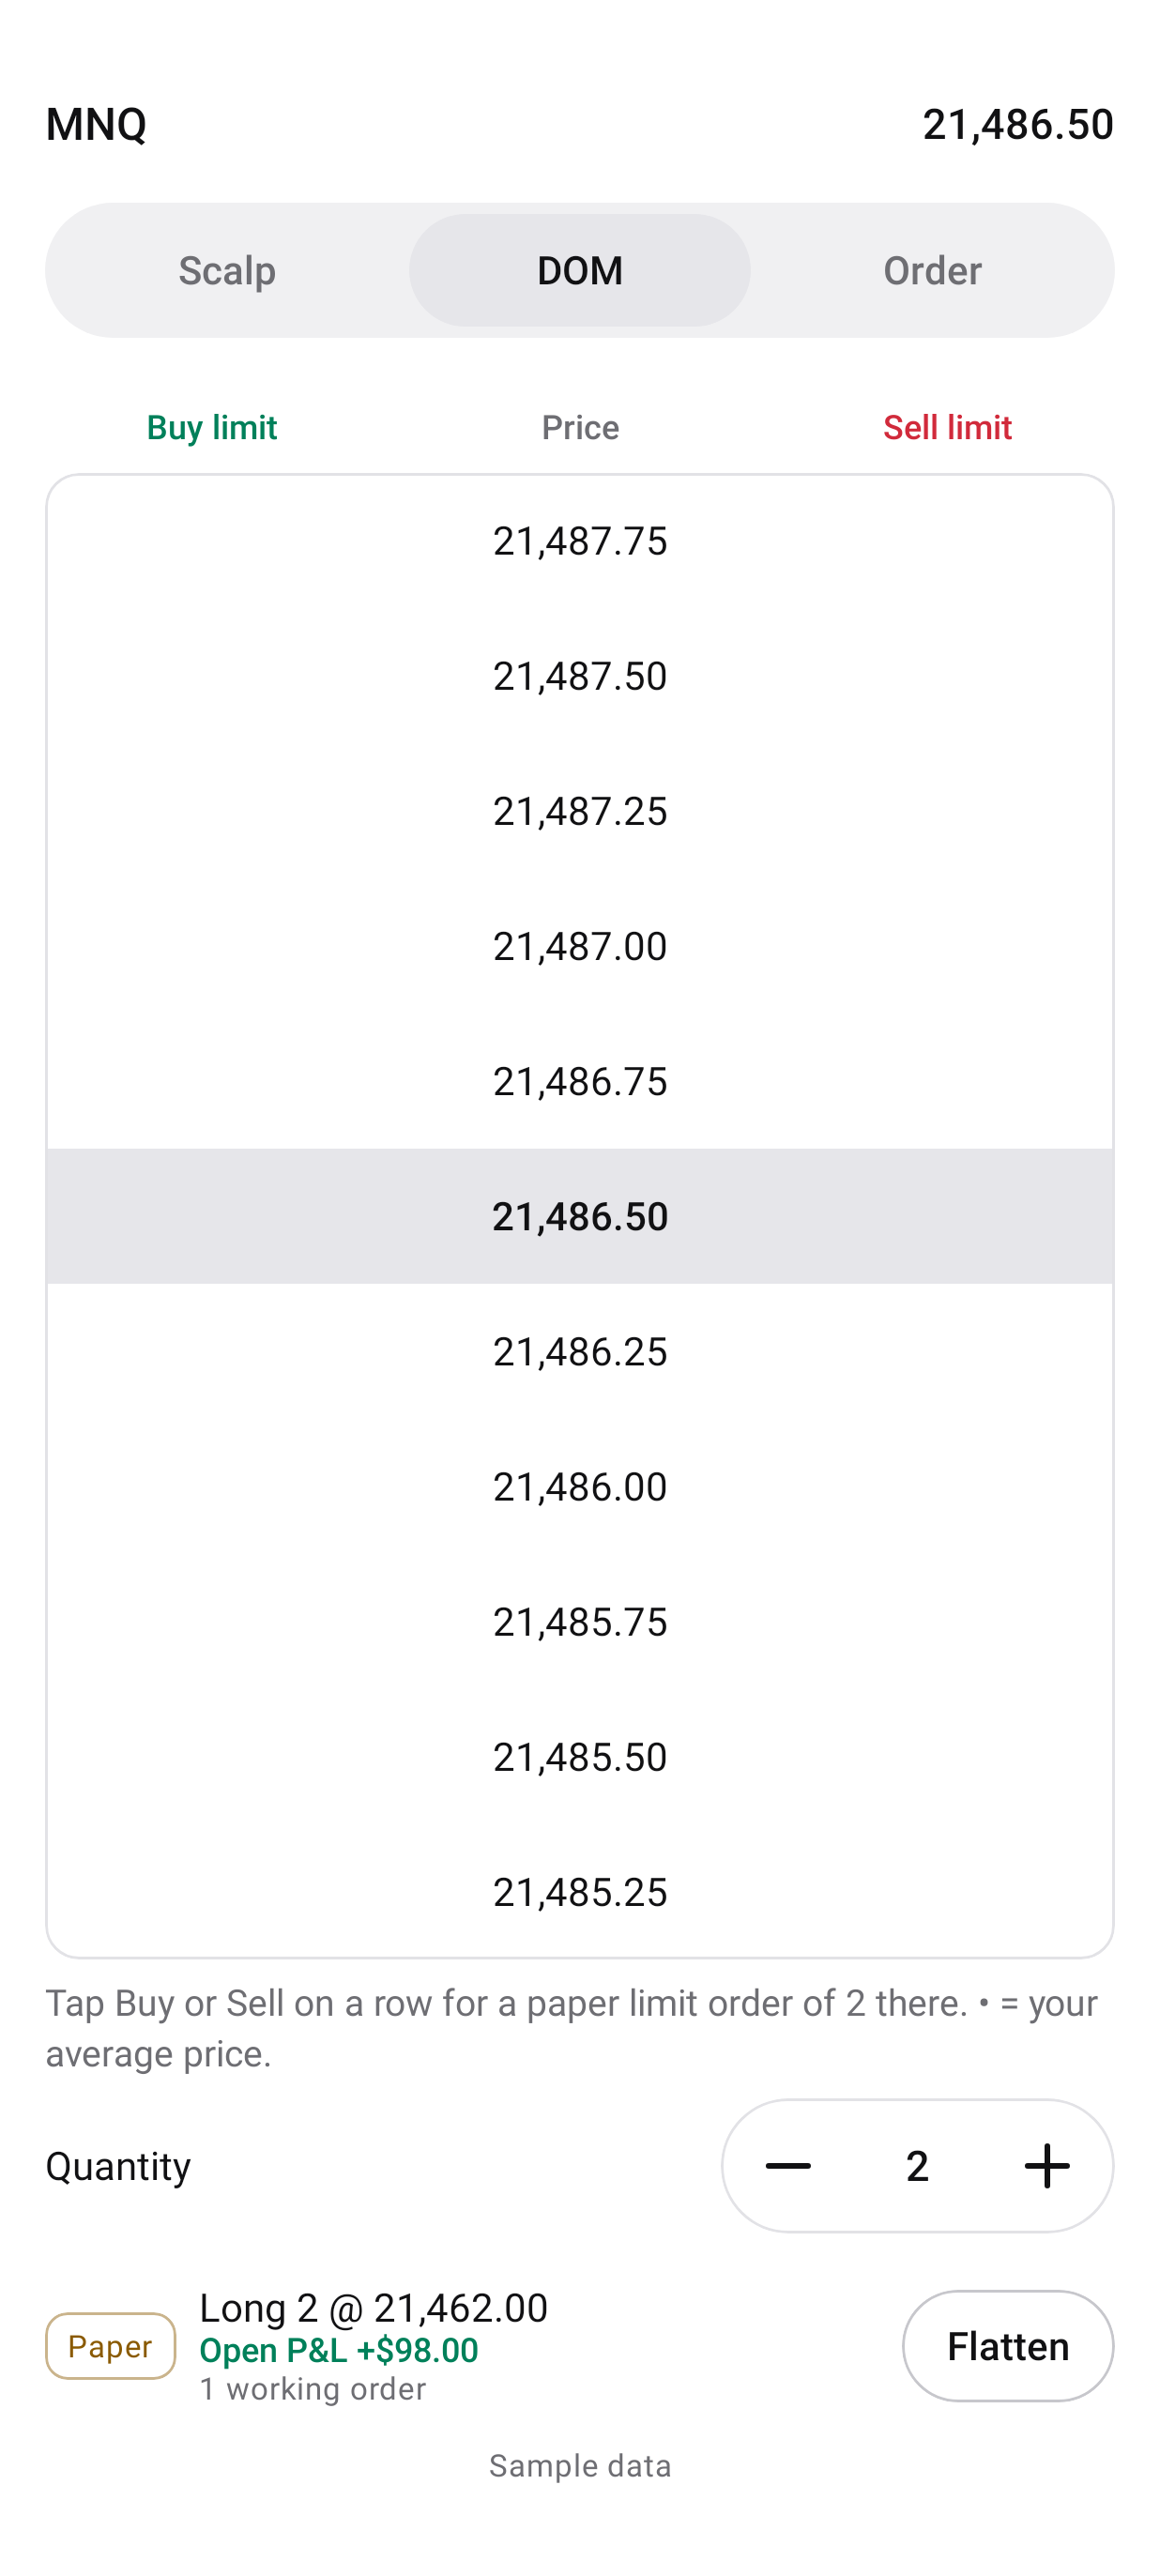 MNQ 21,486.50
Scalp DOM Order
Buy limit Price Sell limit
21,487.75
21,487.50
21,487.25
21,487.00
21,486.75
21,486.50
21,486.25
21,486.00
21,485.75
21,485.50
21,485.25
Tap Buy or Sell on a row for a paper limit order of 2 there. • = your
average price.
Quantity 2
Paper
Long 2 @ 21,462.00
Open P&L +$98.00
1 working order
Flatten
Sample data